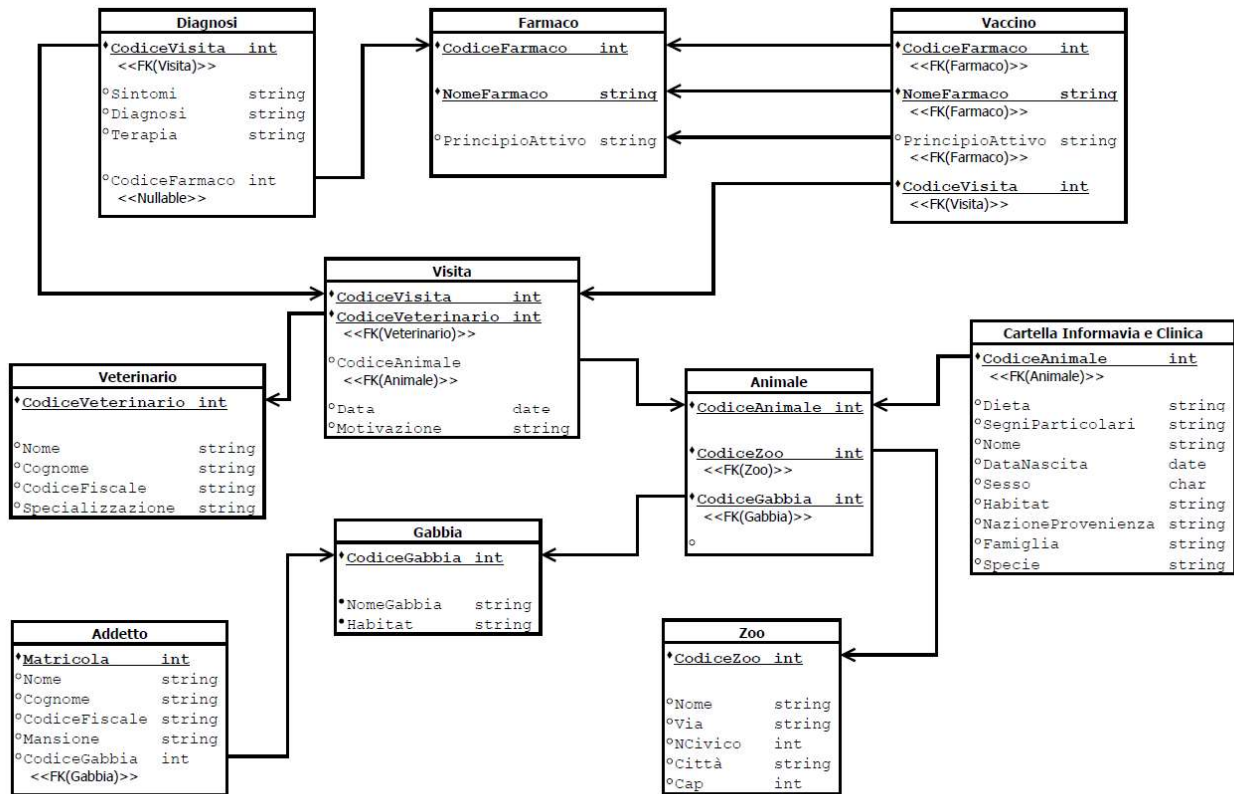 Diagnosi
CodiceVisita int
<<FK(Visita)>>
Sintomi string
Diagnosi string
Terapia string
CodiceFarmaco int
<<Nullable>>
Farmaco
CodiceFarmaco int
NomeFarmaco string
PrincipioAttivo string
Vaccino
CodiceFarmaco int
<<FK(Farmaco)>>
NomeFarmaco string
<<FK(Farmaco)>>
PrincipioAttivo string
<<FK(Farmaco)>>
CodiceVisita int
<<FK(Visita)>>
Visita
CodiceVisita int
CodiceVeterinario int
<<FK(Veterinario)>>
CodiceAnimale
<<FK(Animale)>>
Data date
Motivazione string
Veterinario
CodiceVeterinario int
Nome string
Cognome string
CodiceFiscale string
Specializzazione string
Animale
CodiceAnimale int
CodiceZoo int
<<FK(Zoo)>>
CodiceGabbia int
<<FK(Gabbia)>>
Cartella Informavia e Clinica
CodiceAnimale int
<<FK(Animale)>>
Dieta string
SegniParticolari string
Nome string
DataNascita date
Sesso char
Habitat string
NazioneProvenienza string
Famiglia string
Specie string
Gabbia
CodiceGabbia int
NomeGabbia string
Habitat string
Addetto
Matricola int
Nome string
Cognome string
CodiceFiscale string
Mansione string
CodiceGabbia int
<<FK(Gabbia)>>
Zoo
CodiceZoo int
Nome string
Via string
NCivico int
Città string
Cap int